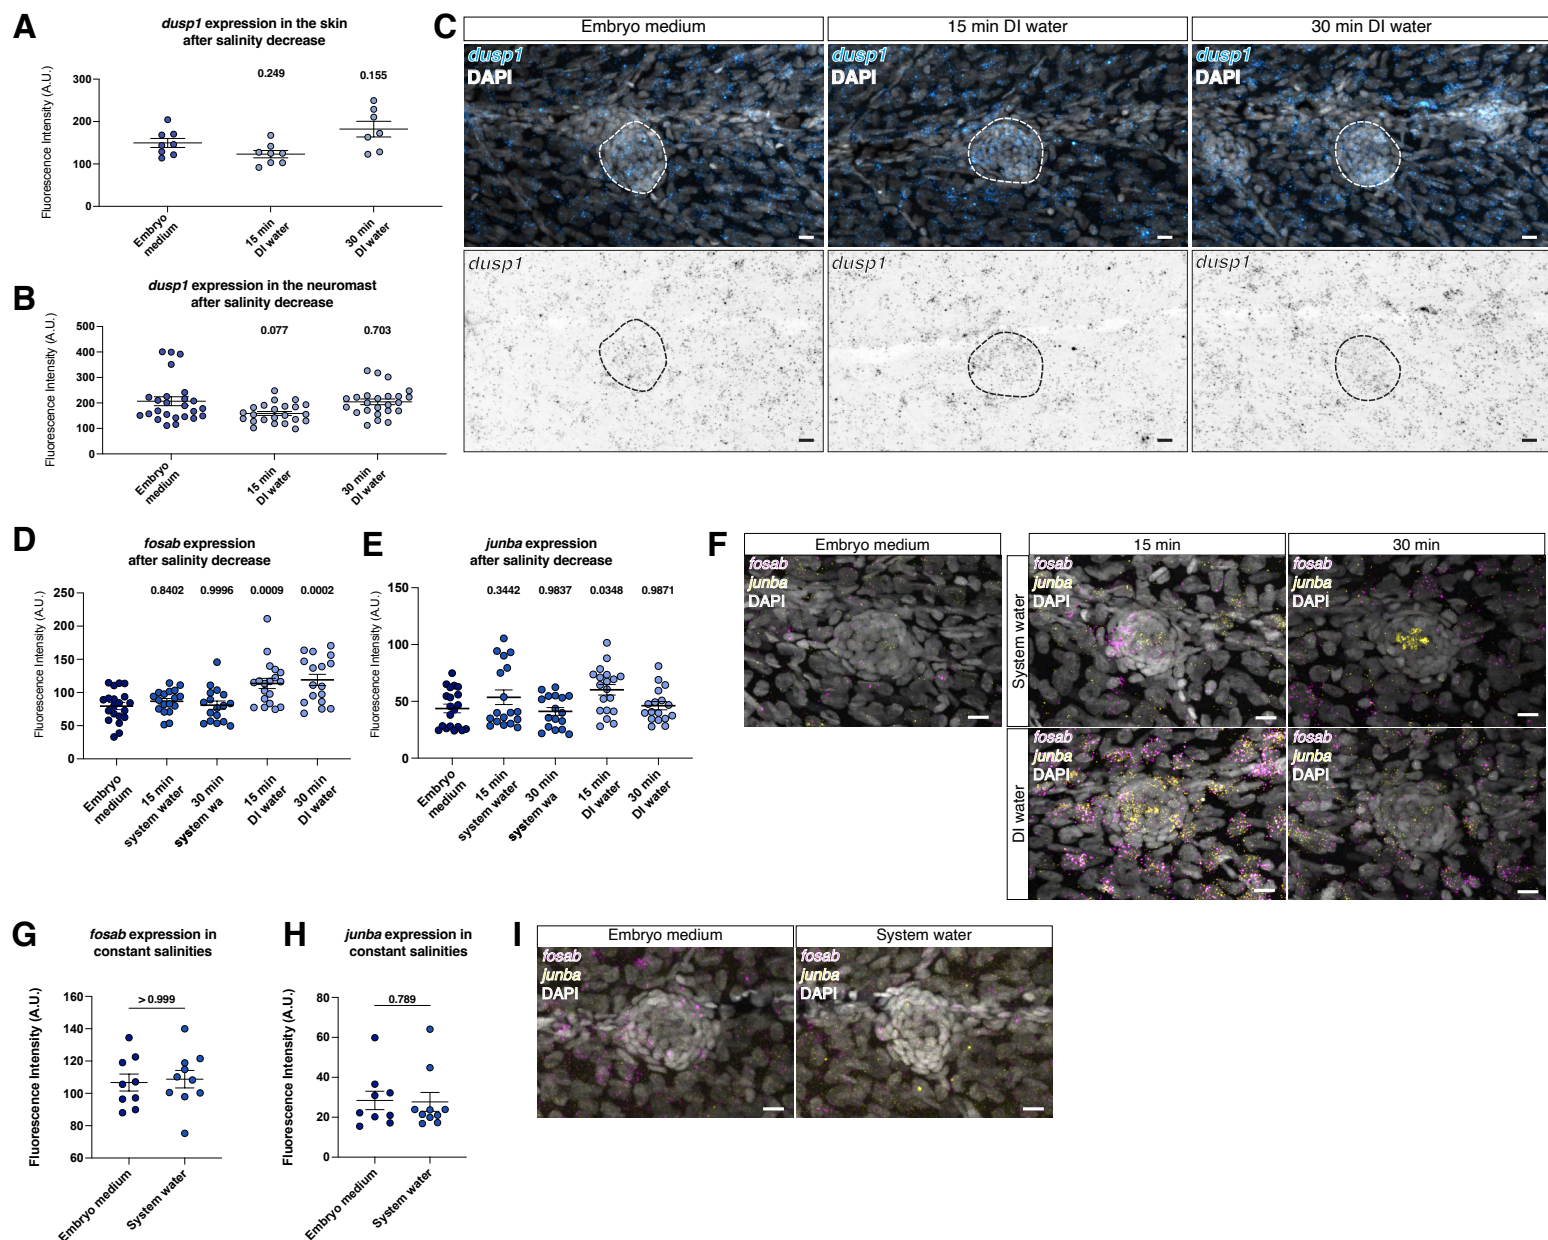 A
dusp1 expression in the skin
after salinity decrease
Fluorescence Intensity (A.U.)
300
200
100
0
0.249
0.155
Embryo
medium
15 min
DI water
30 min
DI water
B
dusp1 expression in the neuromast
after salinity decrease
Fluorescence Intensity (A.U.)
500
400
300
200
100
0
0.077
0.703
Embryo
medium
15 min
DI water
30 min
DI water
C
Embryo medium
15 min DI water
30 min DI water
dusp1
DAPI
dusp1
DAPI
dusp1
DAPI
dusp1
dusp1
dusp1
D
fosab expression
after salinity decrease
Fluorescence Intensity (A.U.)
250
200
150
100
50
0
0.8402
0.9996
0.0009
0.0002
Embryo
medium
15 min
system water
30 min
system wa
15 min
DI water
30 min
DI water
E
junba expression
after salinity decrease
Fluorescence Intensity (A.U.)
150
100
50
0
0.3442
0.9837
0.0348
0.9871
Embryo
medium
15 min
system water
30 min
system wa
15 min
DI water
30 min
DI water
F
Embryo medium
15 min
30 min
System water
DI water
fosab
junba
DAPI
fosab
junba
DAPI
fosab
junba
DAPI
fosab
junba
DAPI
fosab
junba
DAPI
G
fosab expression in
constant salinities
Fluorescence Intensity (A.U.)
160
140
120
100
80
60
>0.999
Embryo medium
System water
H
junba expression in
constant salinities
Fluorescence Intensity (A.U.)
80
60
40
20
0
0.789
Embryo medium
System water
I
Embryo medium
System water
fosab
junba
DAPI
fosab
junba
DAPI